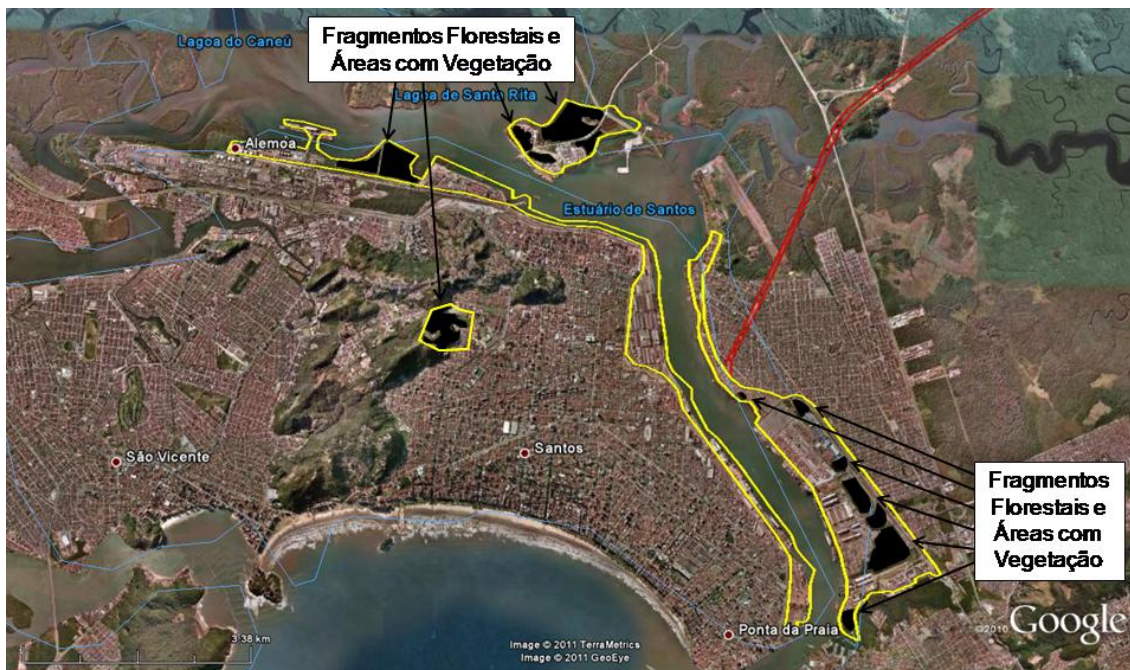 Fragmentos Florestais e
Áreas com Vegetação
Lagoa do Caneú
Lagoa de Santa Rita
Alemoa
Estuário de Santos
São Vicente
Santos
Fragmentos
Florestais e
Áreas com
Vegetação
Ponta da Praia
3.38 km
Image © 2011 TerraMetrics
Image © 2011 GeoEye
©2010 Google